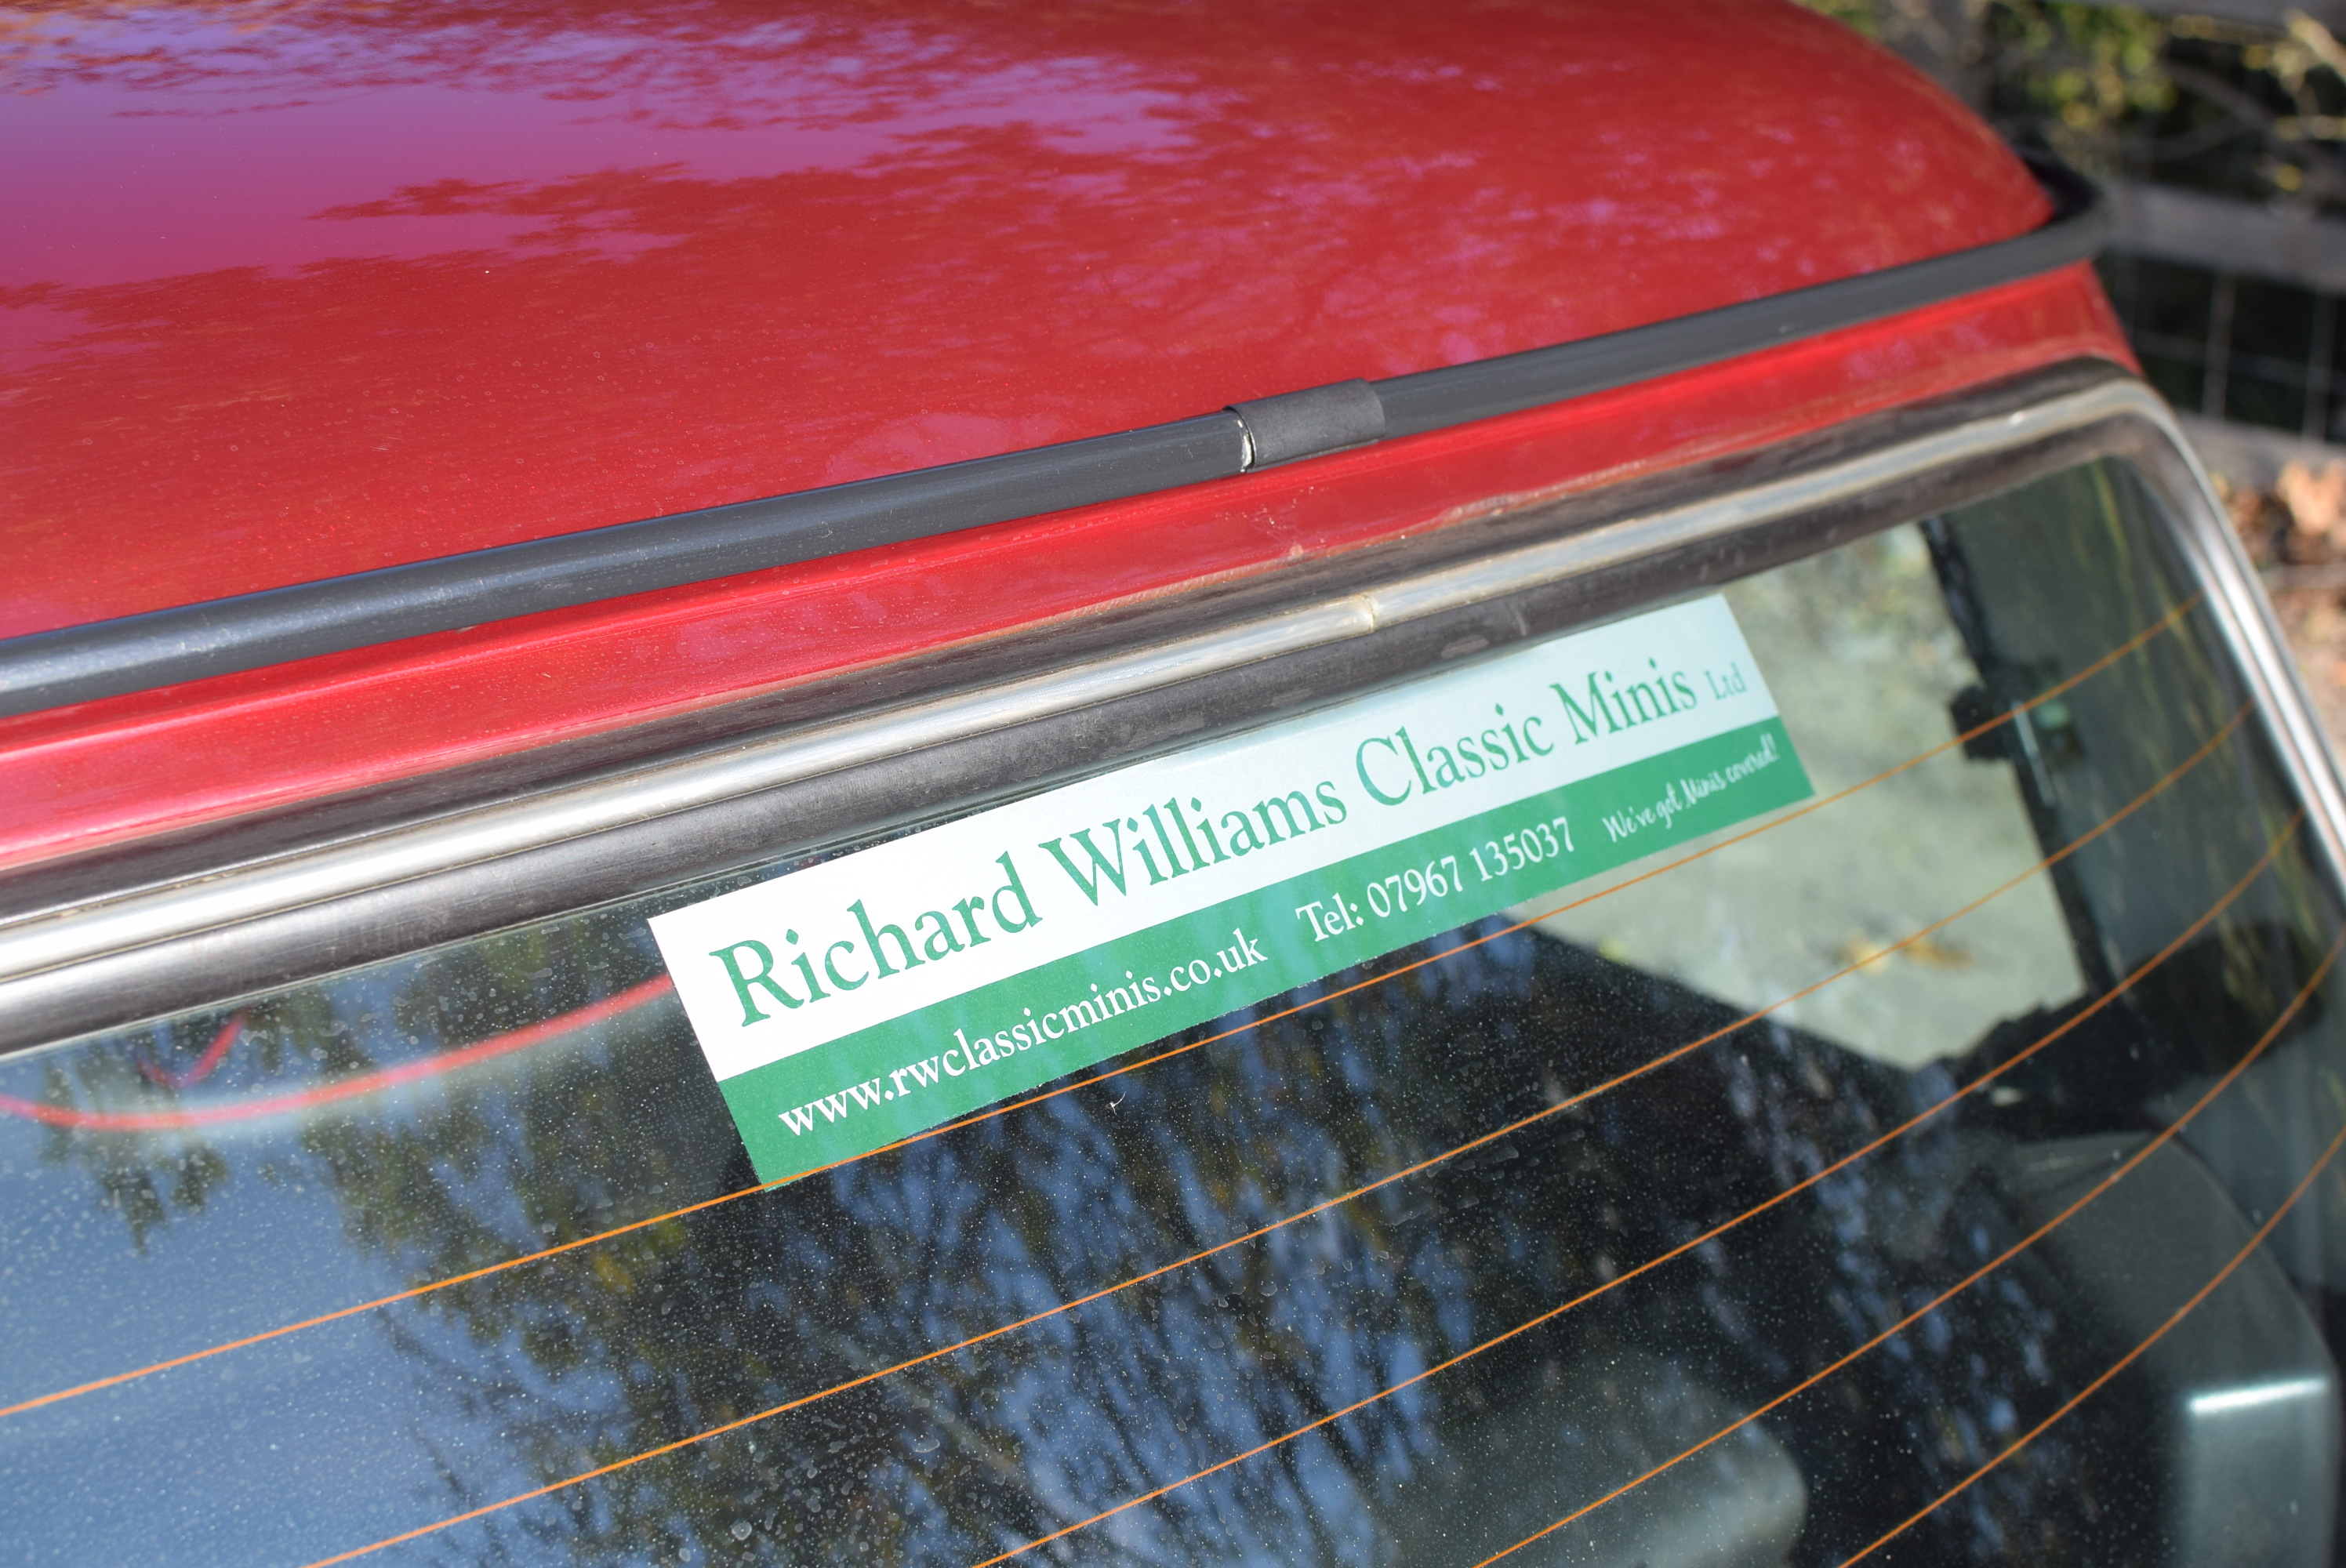 Richard Williams Classic Minis Ltd
www.rwclassicminis.co.uk Tel: 07967 135037 We've got Minis covered!